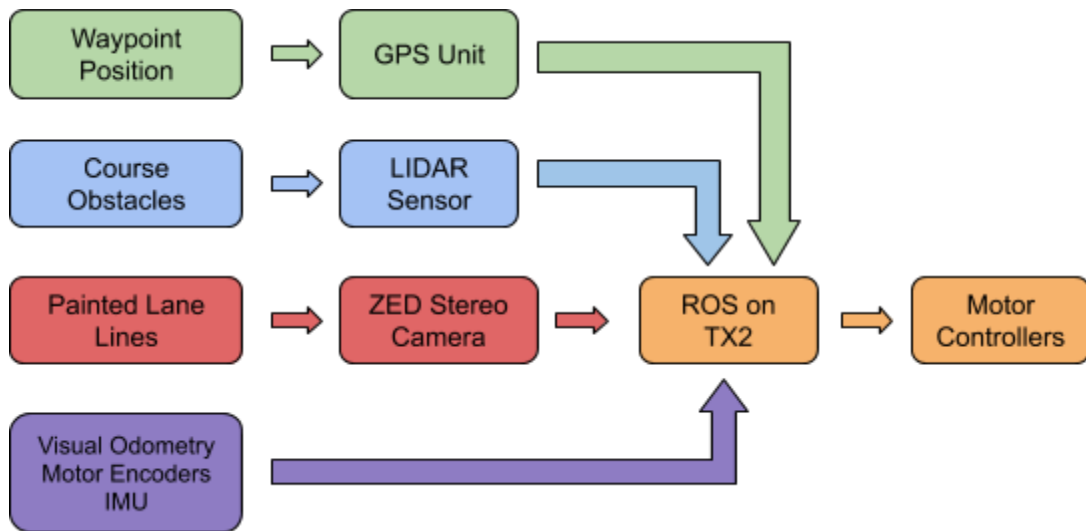 Waypoint
Position
GPS Unit
Course
Obstacles
LIDAR
Sensor
Painted Lane
Lines
ZED Stereo
Camera
ROS on
TX2
Motor
Controllers
Visual Odometry
Motor Encoders
IMU